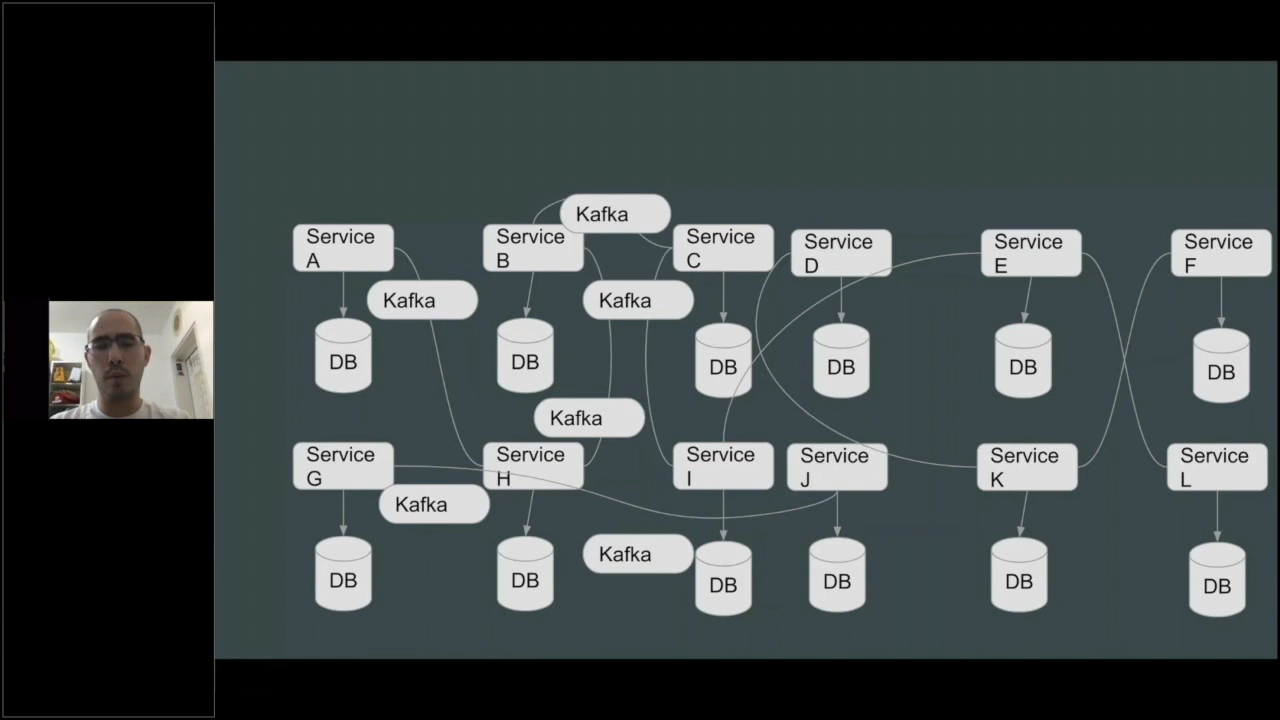 Kafka
Service
A
Service
B
Service
C
Service
D
Service
E
Service
F
Kafka
Kafka
DB
DB
DB
DB
DB
DB
Kafka
Service
G
Service
H
Service
I
Service
J
Service
K
Service
L
Kafka
Kafka
DB
DB
DB
DB
DB
DB